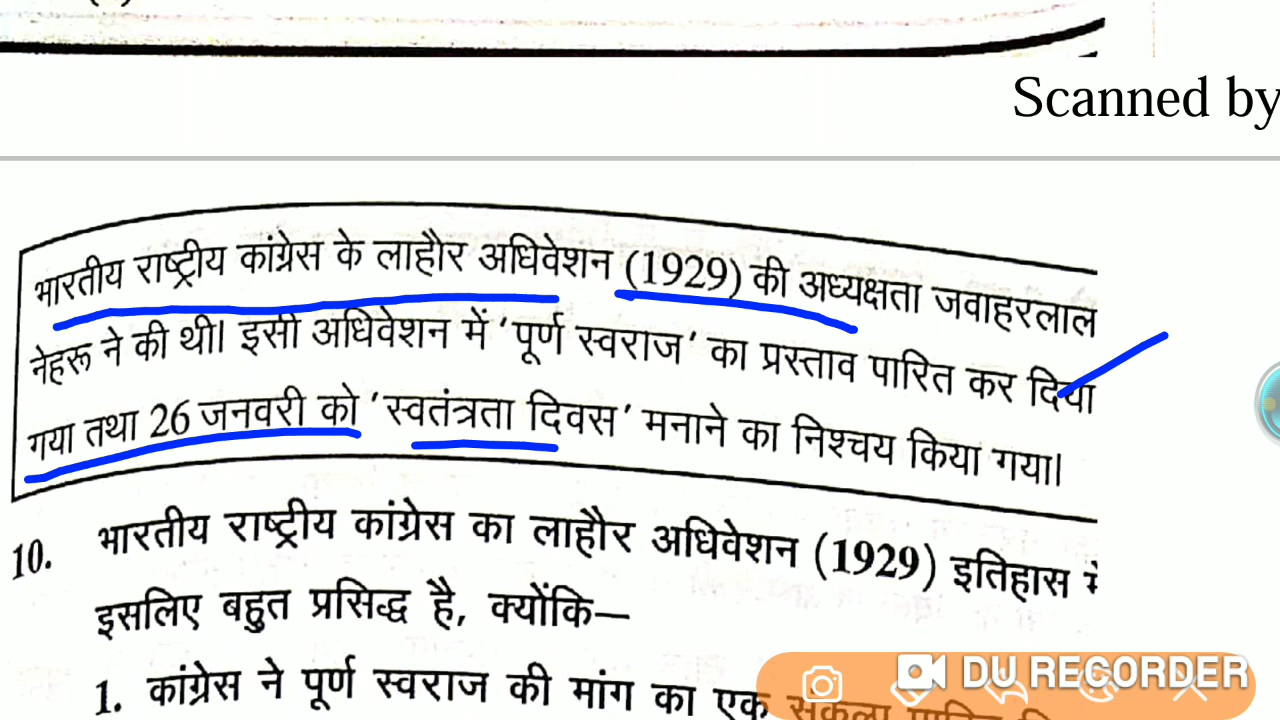 Scanned by
भारतीय राष्ट्रीय कांग्रेस के लाहौर अधिवेशन (1929) की अध्यक्षता जवाहरलाल
नेहरू ने की थी। इसी अधिवेशन में ‘पूर्ण स्वराज’ का प्रस्ताव पारित कर दिया
गया तथा 26 जनवरी को ‘स्वतंत्रता दिवस’ मनाने का निश्चय किया गया।
10. भारतीय राष्ट्रीय कांग्रेस का लाहौर अधिवेशन (1929) इतिहास में
इसलिए बहुत प्रसिद्ध है, क्योंकि—
1. कांग्रेस ने पूर्ण स्वराज की मांग का एक
DU RECORDER